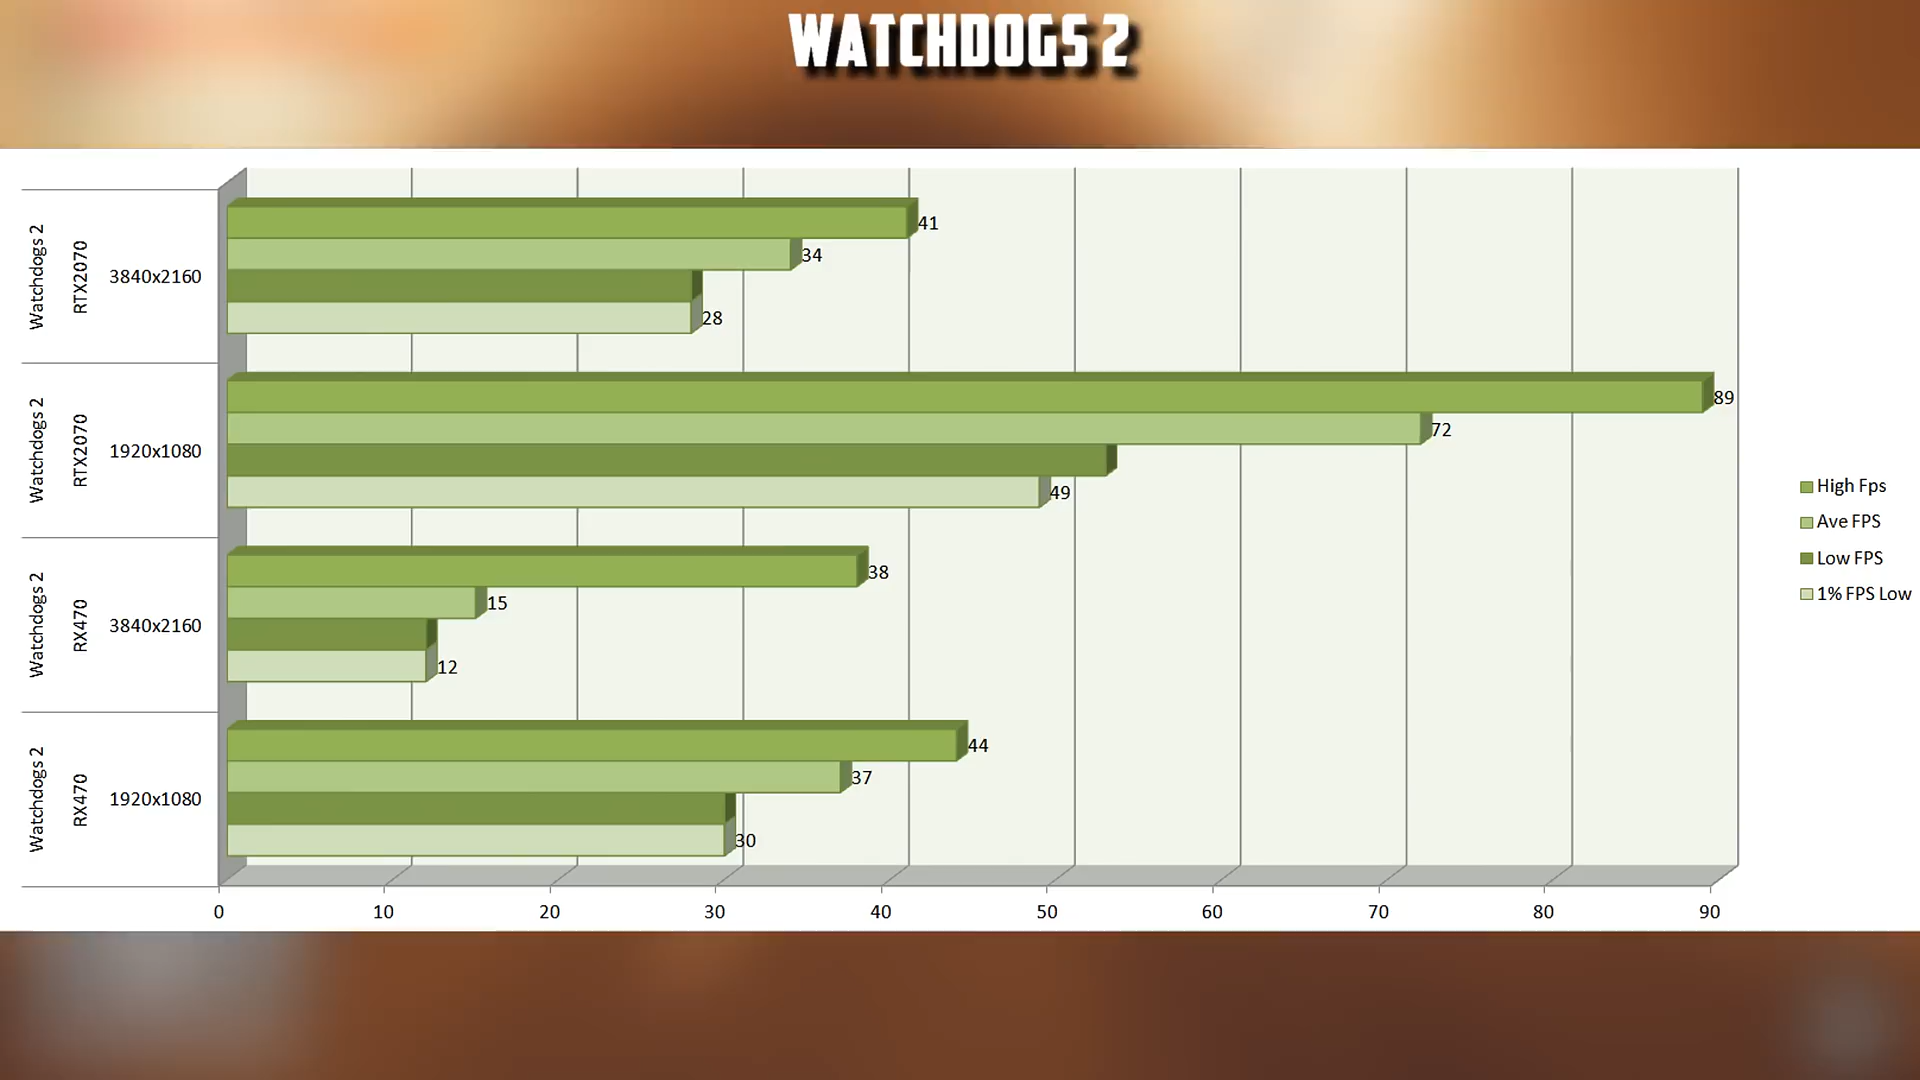 WATCHDOGS 2
Watchdogs 2
RTX2070
3840x2160
41
34
28
Watchdogs 2
RTX2070
1920x1080
89
72
49
Watchdogs 2
RX470
3840x2160
38
15
12
Watchdogs 2
RX470
1920x1080
44
37
30
0 10 20 30 40 50 60 70 80 90
High Fps
Ave FPS
Low FPS
1% FPS Low